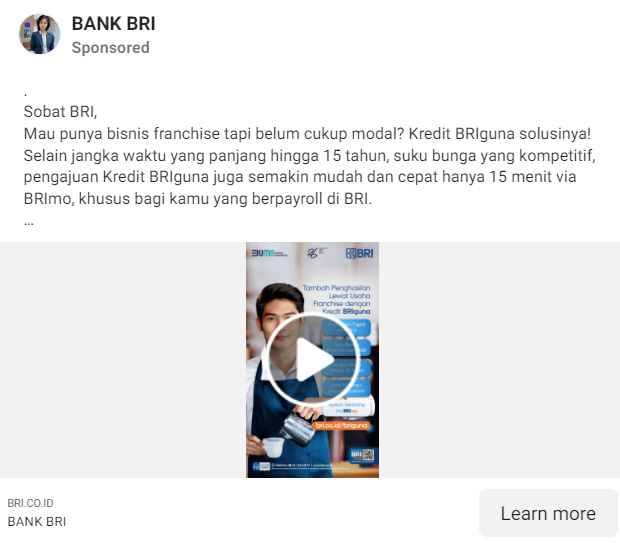 BANK BRI
Sponsored
.
Sobat BRI,
Mau punya bisnis franchise tapi belum cukup modal? Kredit BRIguna solusinya!
Selain jangka waktu yang panjang hingga 15 tahun, suku bunga yang kompetitif,
pengajuan Kredit BRIguna juga semakin mudah dan cepat hanya 15 menit via
BRImo, khusus bagi kamu yang berpayroll di BRI.
...
BUMN
BRI
Tambah Penghasilan
Lewat Usaha
Franchise dengan
Kredit BRIguna
bri.co.id/briguna
BRI.CO.ID
BANK BRI
Learn more